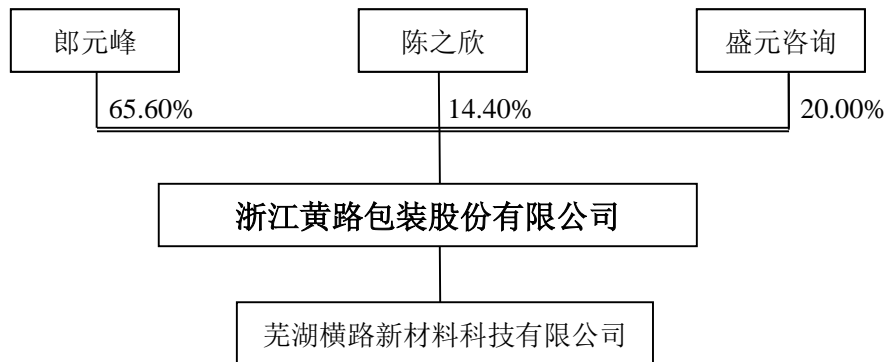 郎元峰 陈之欣 盛元咨询
65.60% 14.40% 20.00%
浙江黄路包装股份有限公司
芜湖横路新材料科技有限公司